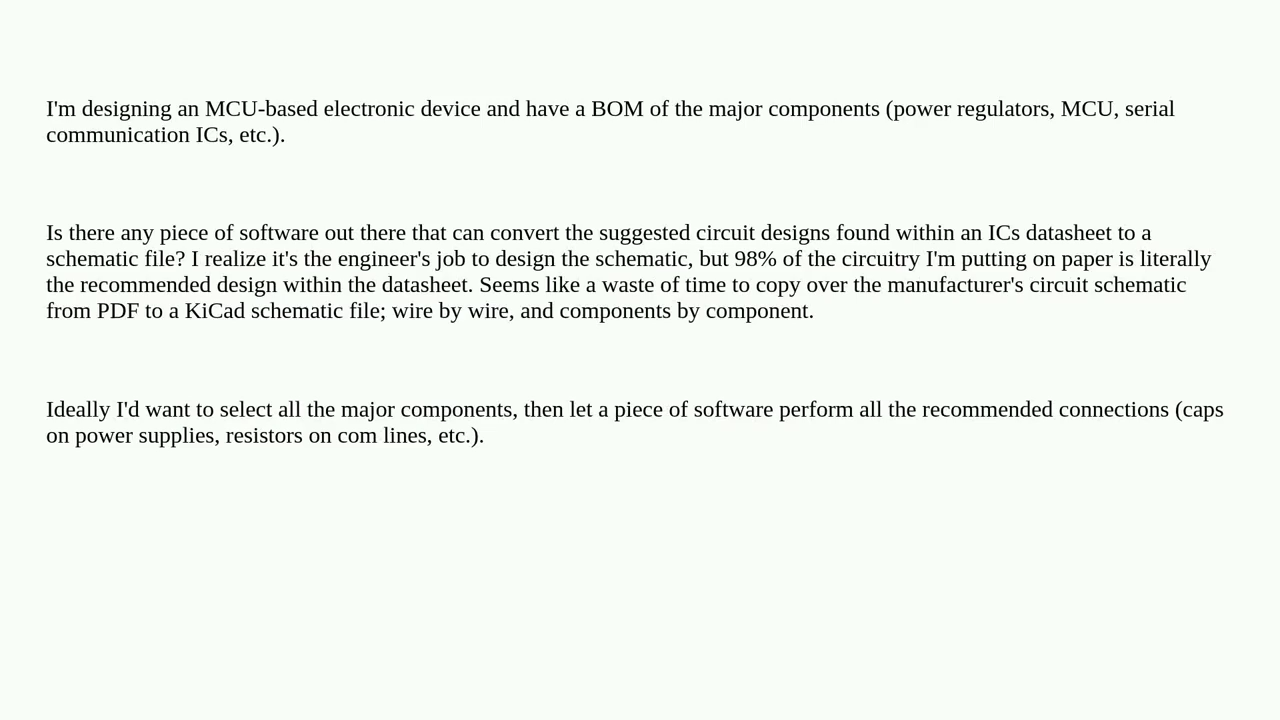 I'm designing an MCU-based electronic device and have a BOM of the major components (power regulators, MCU, serial
communication ICs, etc.).
Is there any piece of software out there that can convert the suggested circuit designs found within an ICs datasheet to a
schematic file? I realize it's the engineer's job to design the schematic, but 98% of the circuitry I'm putting on paper is literally
the recommended design within the datasheet. Seems like a waste of time to copy over the manufacturer's circuit schematic
from PDF to a KiCad schematic file; wire by wire, and components by component.
Ideally I'd want to select all the major components, then let a piece of software perform all the recommended connections (caps
on power supplies, resistors on com lines, etc.).